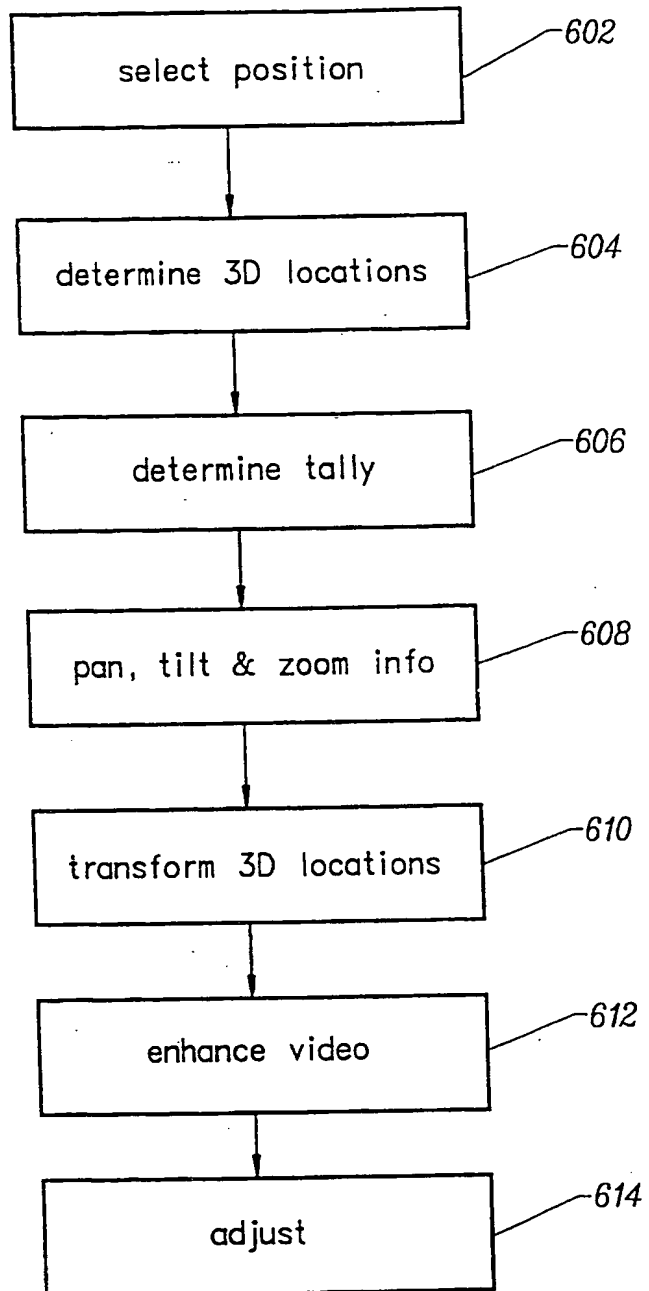 select position
602
determine 3D locations
604
determine tally
606
pan, tilt & zoom info
608
transform 3D locations
610
enhance video
612
adjust
614